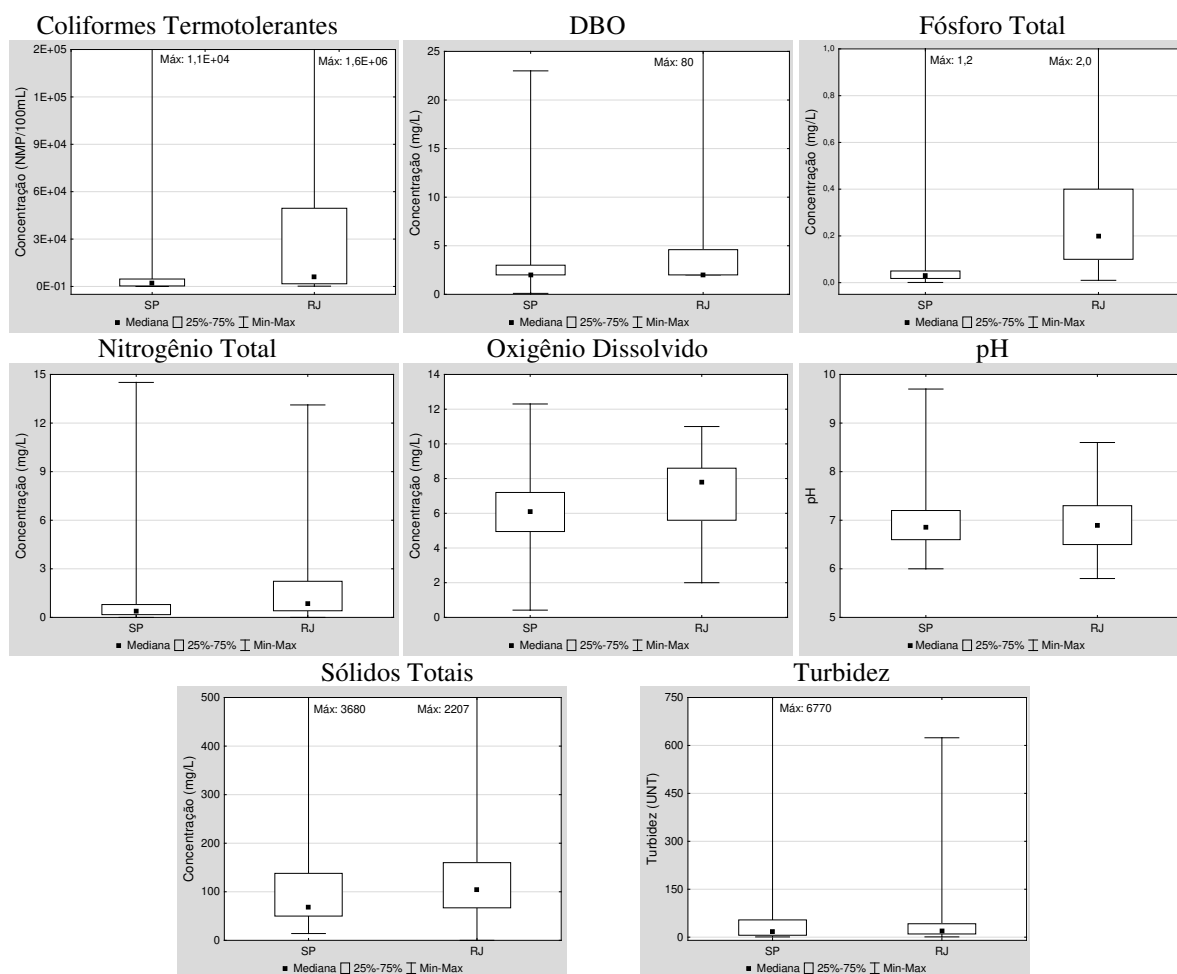 Coliformes Termotolerantes
DBO
Fósforo Total
Concentração (NMP/100mL)
2E+05
1E+05
9E+04
6E+04
3E+04
0E-01
Máx: 1,1E+04
Máx: 1,6E+06
SP
RJ
Mediana 25%-75% Min-Max
Concentração (mg/L)
25
20
15
10
5
0
Máx: 80
SP
RJ
Mediana 25%-75% Min-Max
Concentração (mg/L)
1,0
0,8
0,6
0,4
0,2
0,0
Máx: 1,2
Máx: 2,0
SP
RJ
Mediana 25%-75% Min-Max
Nitrogênio Total
Oxigênio Dissolvido
pH
Concentração (mg/L)
15
12
9
6
3
0
SP
RJ
Mediana 25%-75% Min-Max
Concentração (mg/L)
14
12
10
8
6
4
2
0
SP
RJ
Mediana 25%-75% Min-Max
pH
10
9
8
7
6
5
SP
RJ
Mediana 25%-75% Min-Max
Sólidos Totais
Turbidez
Concentração (mg/L)
500
400
300
200
100
0
Máx: 3680
Máx: 2207
SP
RJ
Mediana 25%-75% Min-Max
Turbidez (UNT)
750
600
450
300
150
0
Máx: 6770
SP
RJ
Mediana 25%-75% Min-Max